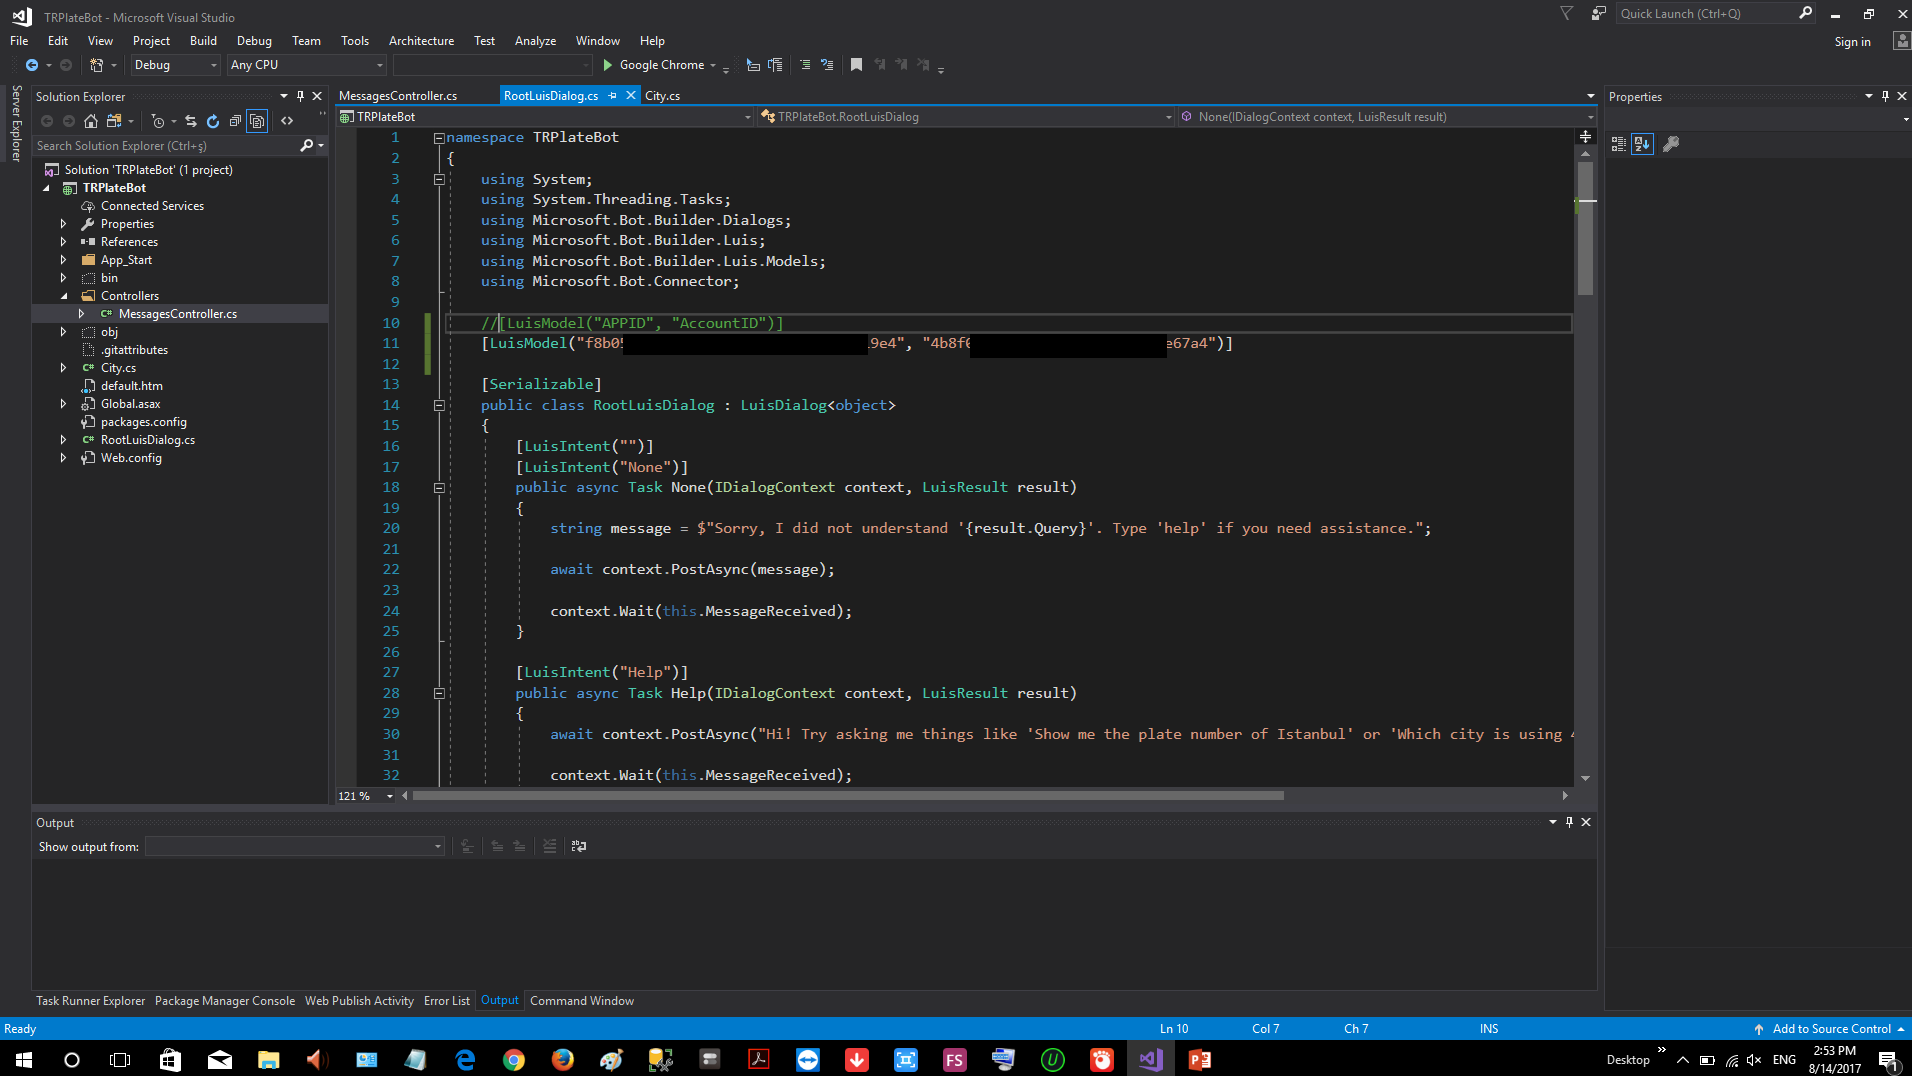 TRPlateBot - Microsoft Visual Studio
Quick Launch (Ctrl+Q)
File Edit View Project Build Debug Team Tools Architecture Test Analyze Window Help
Sign in
Debug Any CPU Google Chrome
Server Explorer
Solution Explorer
Search Solution Explorer (Ctrl+ş)
Solution 'TRPlateBot' (1 project)
TRPlateBot
Connected Services
Properties
References
App_Start
bin
Controllers
C# MessagesController.cs
obj
.gitattributes
C# City.cs
default.htm
Global.asax
packages.config
C# RootLuisDialog.cs
Web.config
MessagesController.cs RootLuisDialog.cs City.cs
TRPlateBot TRPlateBot.RootLuisDialog None(IDialogContext context, LuisResult result)
1 namespace TRPlateBot
2 {
3 using System;
4 using System.Threading.Tasks;
5 using Microsoft.Bot.Builder.Dialogs;
6 using Microsoft.Bot.Builder.Luis;
7 using Microsoft.Bot.Builder.Luis.Models;
8 using Microsoft.Bot.Connector;
9
10 //[LuisModel("APPID", "AccountID")]
11 [LuisModel("f8b05 9e4", "4b8f6 e67a4")]
12
13 [Serializable]
14 public class RootLuisDialog : LuisDialog<object>
15 {
16 [LuisIntent("")]
17 [LuisIntent("None")]
18 public async Task None(IDialogContext context, LuisResult result)
19 {
20 string message = $"Sorry, I did not understand '{result.Query}'. Type 'help' if you need assistance.";
21
22 await context.PostAsync(message);
23
24 context.Wait(this.MessageReceived);
25 }
26
27 [LuisIntent("Help")]
28 public async Task Help(IDialogContext context, LuisResult result)
29 {
30 await context.PostAsync("Hi! Try asking me things like 'Show me the plate number of Istanbul' or 'Which city is using
31
32 context.Wait(this.MessageReceived);
121 %
Properties
Output
Show output from:
Task Runner Explorer Package Manager Console Web Publish Activity Error List Output Command Window
Ready Ln 10 Col 7 Ch 7 INS Add to Source Control
FS Desktop ENG 2:53 PM
8/14/2017
1